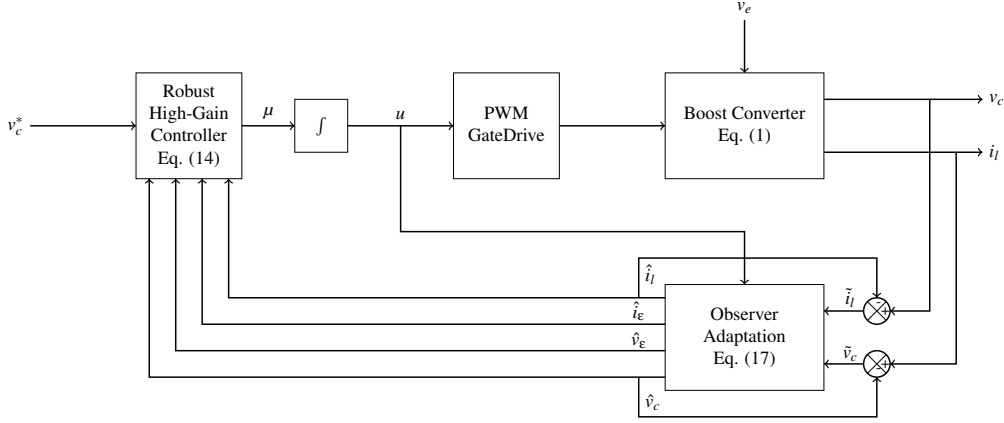 v_e
Robust
High-Gain
Controller
Eq. (14)
PWM
GateDrive
Boost Converter
Eq. (1)
v_c^*
μ
∫
u
v_c
i_l
î_l
î_ε
v̂_ε
v̂_c
Observer
Adaptation
Eq. (17)
ĩ_l
ṽ_c
-
+
+
-